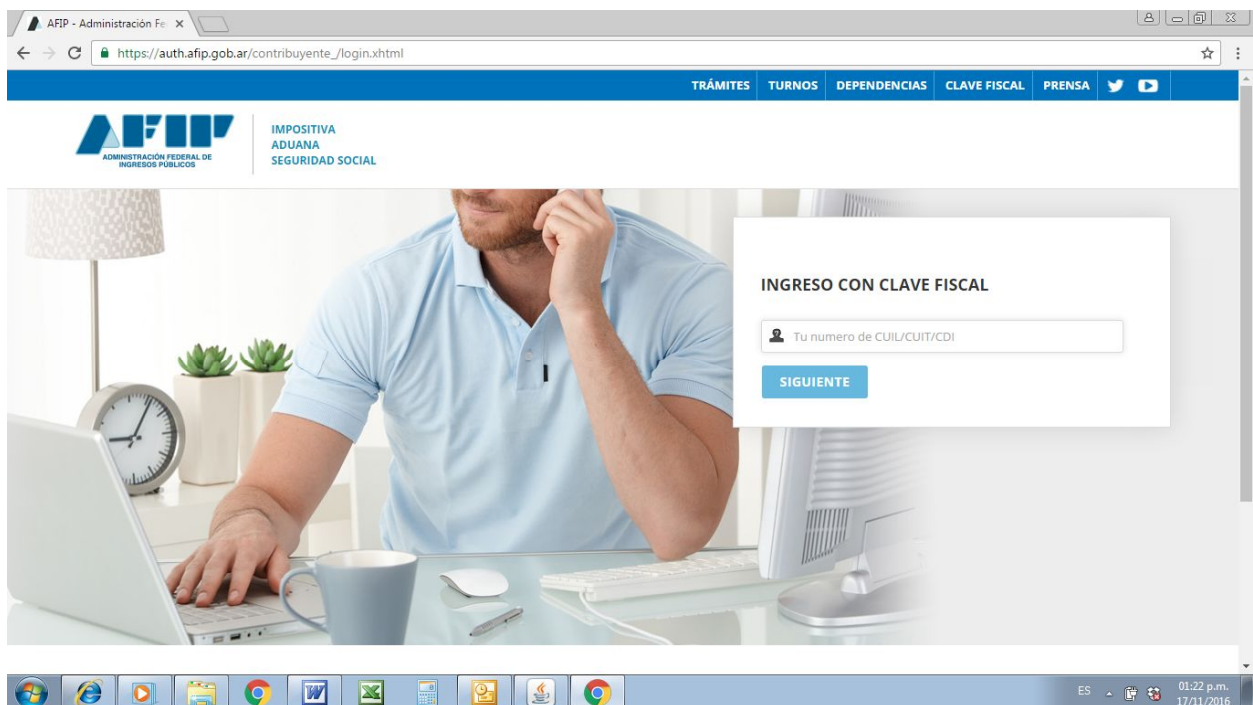 AFIP - Administración Fe
https://auth.afip.gob.ar/contribuyente_/login.xhtml
TRÁMITES TURNOS DEPENDENCIAS CLAVE FISCAL PRENSA
AFIP
ADMINISTRACIÓN FEDERAL DE
INGRESOS PÚBLICOS
IMPOSITIVA
ADUANA
SEGURIDAD SOCIAL
INGRESO CON CLAVE FISCAL
Tu numero de CUIL/CUIT/CDI
SIGUIENTE
ES
01:22 p.m.
17/11/2016